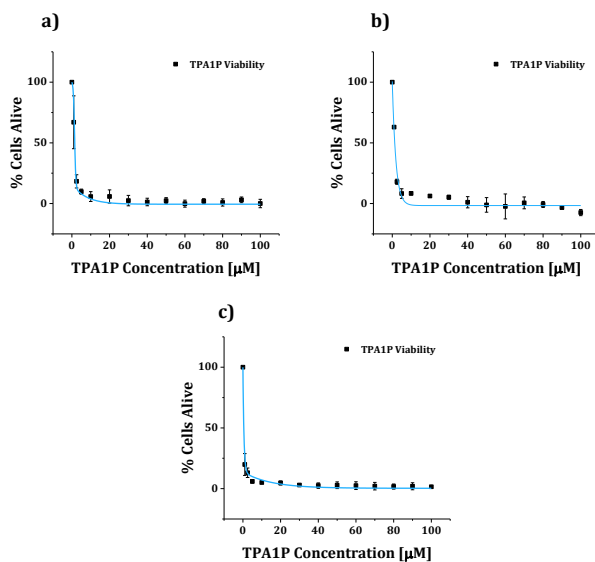 a)
TPA1P Viability
% Cells Alive
100
50
0
0 20 40 60 80 100
TPA1P Concentration [µM]
b)
TPA1P Viability
% Cells Alive
100
50
0
0 20 40 60 80 100
TPA1P Concentration [µM]
c)
TPA1P Viability
% Cells Alive
100
50
0
0 20 40 60 80 100
TPA1P Concentration [µM]